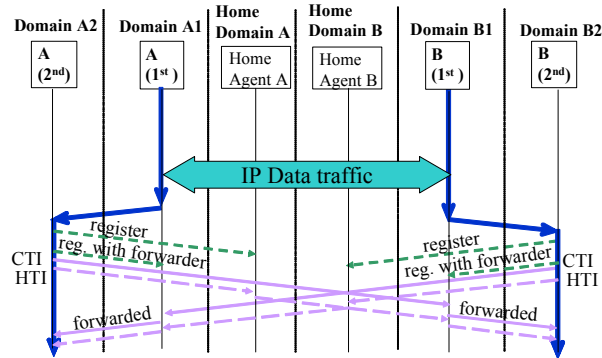 Home Home
Domain A2 Domain A1 Domain A Domain B Domain B1 Domain B2
A A Home Home B B
(2nd) (1st) Agent A Agent B (1st) (2nd)
IP Data traffic
register register
reg. with forwarder reg. with forwarder
CTI CTI
HTI HTI
forwarded forwarded